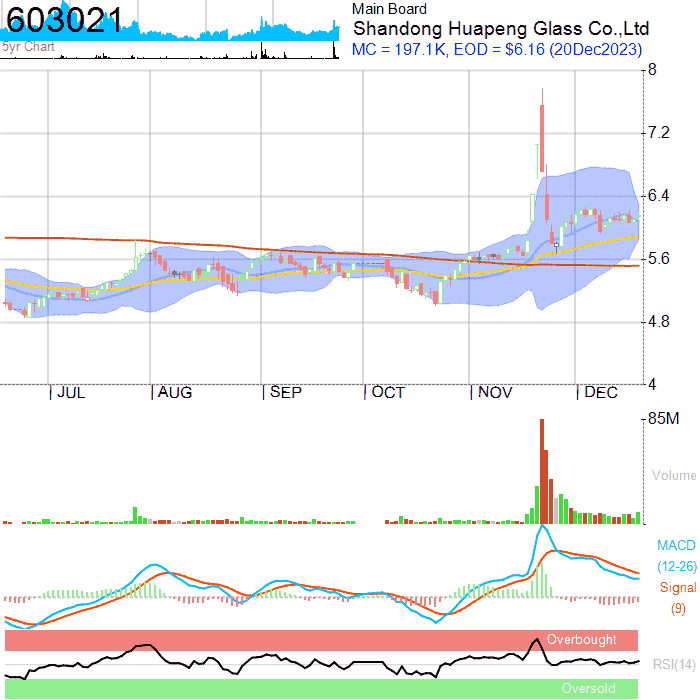 603021
5yr Chart
Main Board
Shandong Huapeng Glass Co.,Ltd
MC = 197.1K, EOD = $6.16 (20Dec2023)
8
7.2
6.4
5.6
4.8
4
JUL AUG SEP OCT NOV DEC
85M
Volume
MACD
(12-26)
Signal
(9)
Overbought
RSI(14)
Oversold